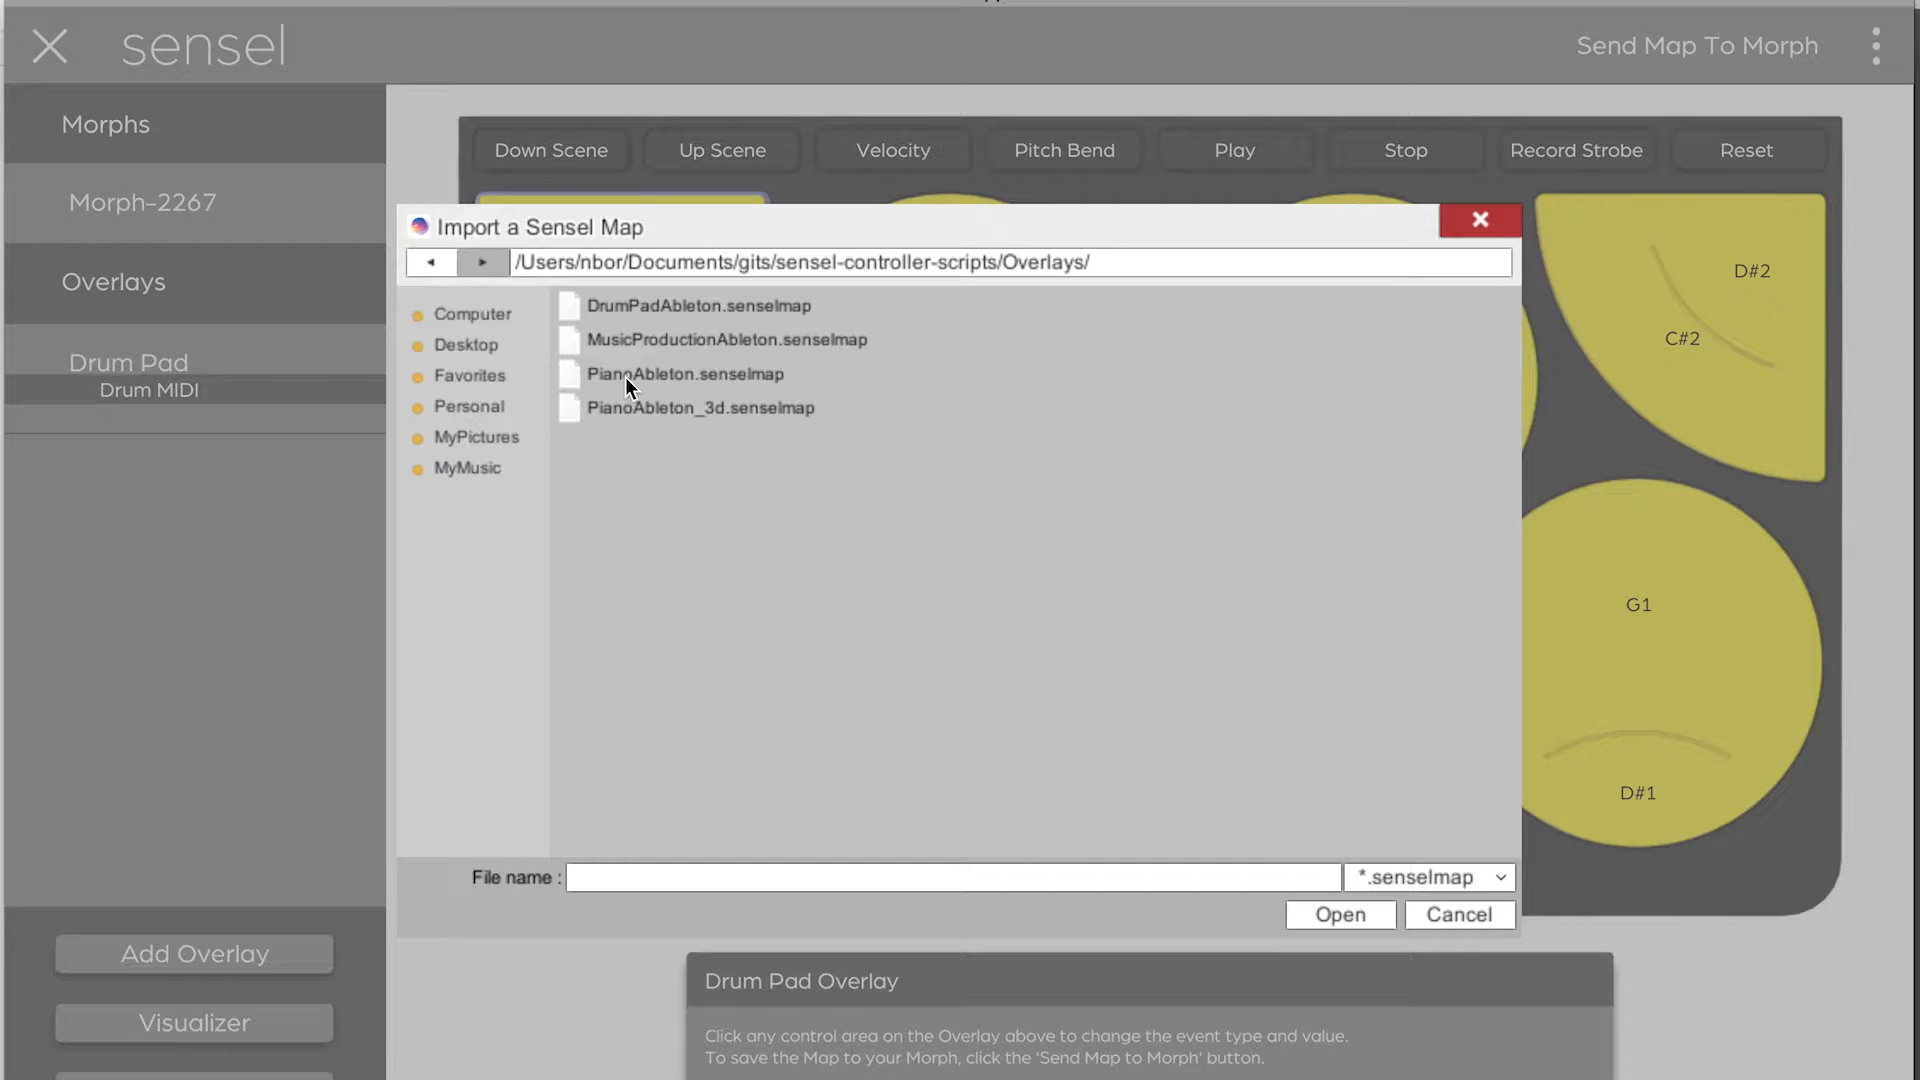 sensel
Send Map To Morph
Morphs
Morph-2267
Overlays
Drum Pad
Drum MIDI
Add Overlay
Visualizer
Down Scene
Up Scene
Velocity
Pitch Bend
Play
Stop
Record Strobe
Reset
D#2
C#2
G1
D#1
Import a Sensel Map
/Users/nbor/Documents/gits/sensel-controller-scripts/Overlays/
Computer
Desktop
Favorites
Personal
MyPictures
MyMusic
DrumPadAbleton.senselmap
MusicProductionAbleton.senselmap
PianoAbleton.senselmap
PianoAbleton_3d.senselmap
File name :
*.senselmap
Open
Cancel
Drum Pad Overlay
Click any control area on the Overlay above to change the event type and value.
To save the Map to your Morph, click the 'Send Map to Morph' button.